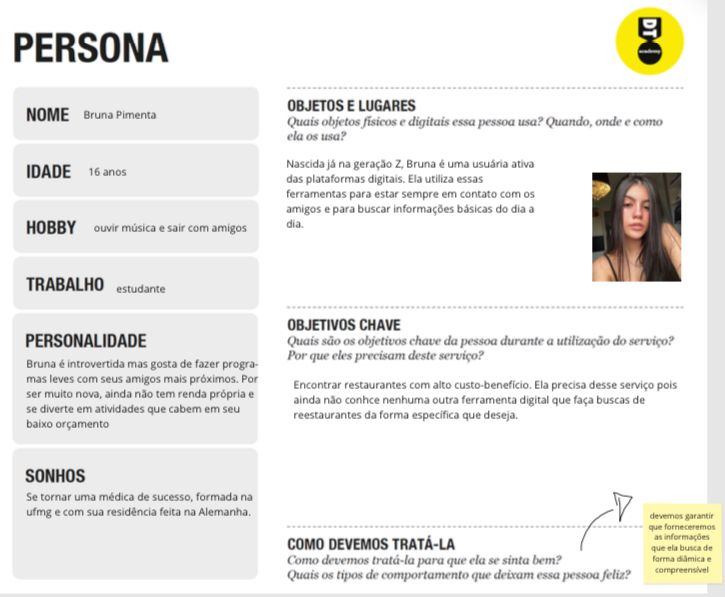 PERSONA
DT
academy
NOME Bruna Pimenta
IDADE 16 anos
HOBBY ouvir música e sair com amigos
TRABALHO estudante
PERSONALIDADE
Bruna é introvertida mas gosta de fazer progra-
mas leves com seus amigos mais próximos. Por
ser muito nova, ainda não tem renda própria e
se diverte em atividades que cabem em seu
baixo orçamento
SONHOS
Se tornar uma médica de sucesso, formada na
ufmg e com sua residência feita na Alemanha.
OBJETOS E LUGARES
Quais objetos físicos e digitais essa pessoa usa? Quando, onde e como
ela os usa?
Nascida já na geração Z, Bruna é uma usuária ativa
das plataformas digitais. Ela utiliza essas
ferramentas para estar sempre em contato com os
amigos e para buscar informações básicas do dia a
dia.
OBJETIVOS CHAVE
Quais são os objetivos chave da pessoa durante a utilização do serviço?
Por que eles precisam deste serviço?
Encontrar restaurantes com alto custo-benefício. Ela precisa desse serviço pois
ainda não conhce nenhuma outra ferramenta digital que faça buscas de
reestaurantes da forma específica que deseja.
COMO DEVEMOS TRATÁ-LA
Como devemos tratá-la para que ela se sinta bem?
Quais os tipos de comportamento que deixam essa pessoa feliz?
devemos garantir
que forneceremos
as informações
que ela busca de
forma diâmica e
compreensível